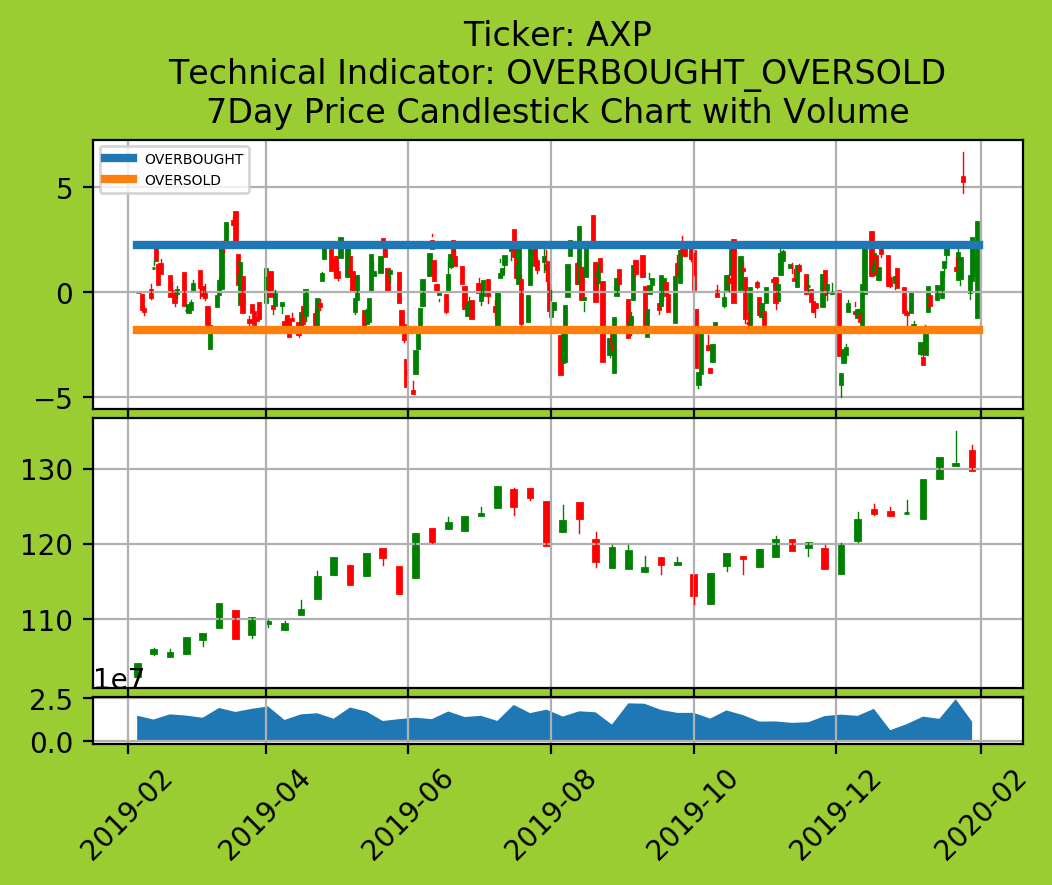 Ticker: AXP
Technical Indicator: OVERBOUGHT_OVERSOLD
7Day Price Candlestick Chart with Volume
OVERBOUGHT
OVERSOLD
5
0
−5
130
120
110
1e7
2.5
0.0
2019-02
2019-04
2019-06
2019-08
2019-10
2019-12
2020-02